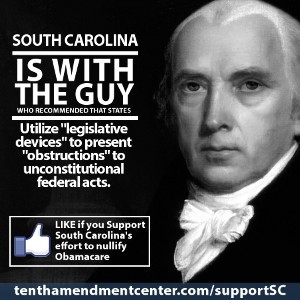 SOUTH CAROLINA
IS WITH
THE GUY
WHO RECOMMENDED THAT STATES
Utilize "legislative
devices" to present
"obstructions" to
unconstitutional
federal acts.
LIKE if you Support
South Carolina's
effort to nullify
Obamacare
tenthamendmentcenter.com/supportSC